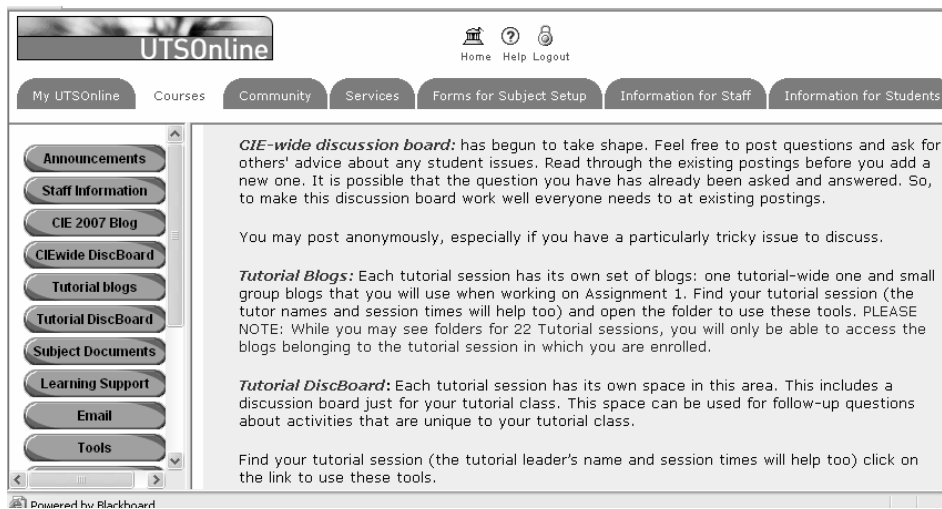 UTSOnline
Home Help Logout
My UTSOnline Courses Community Services Forms for Subject Setup Information for Staff Information for Students
Announcements
Staff Information
CIE 2007 Blog
CIEwide DiscBoard
Tutorial blogs
Tutorial DiscBoard
Subject Documents
Learning Support
Email
Tools
CIE-wide discussion board: has begun to take shape. Feel free to post questions and ask for
others' advice about any student issues. Read through the existing postings before you add a
new one. It is possible that the question you have has already been asked and answered. So,
to make this discussion board work well everyone needs to at existing postings.
You may post anonymously, especially if you have a particularly tricky issue to discuss.
Tutorial Blogs: Each tutorial session has its own set of blogs: one tutorial-wide one and small
group blogs that you will use when working on Assignment 1. Find your tutorial session (the
tutor names and session times will help too) and open the folder to use these tools. PLEASE
NOTE: While you may see folders for 22 Tutorial sessions, you will only be able to access the
blogs belonging to the tutorial session in which you are enrolled.
Tutorial DiscBoard: Each tutorial session has its own space in this area. This includes a
discussion board just for your tutorial class. This space can be used for follow-up questions
about activities that are unique to your tutorial class.
Find your tutorial session (the tutorial leader's name and session times will help too) click on
the link to use these tools.
Powered by Blackboard